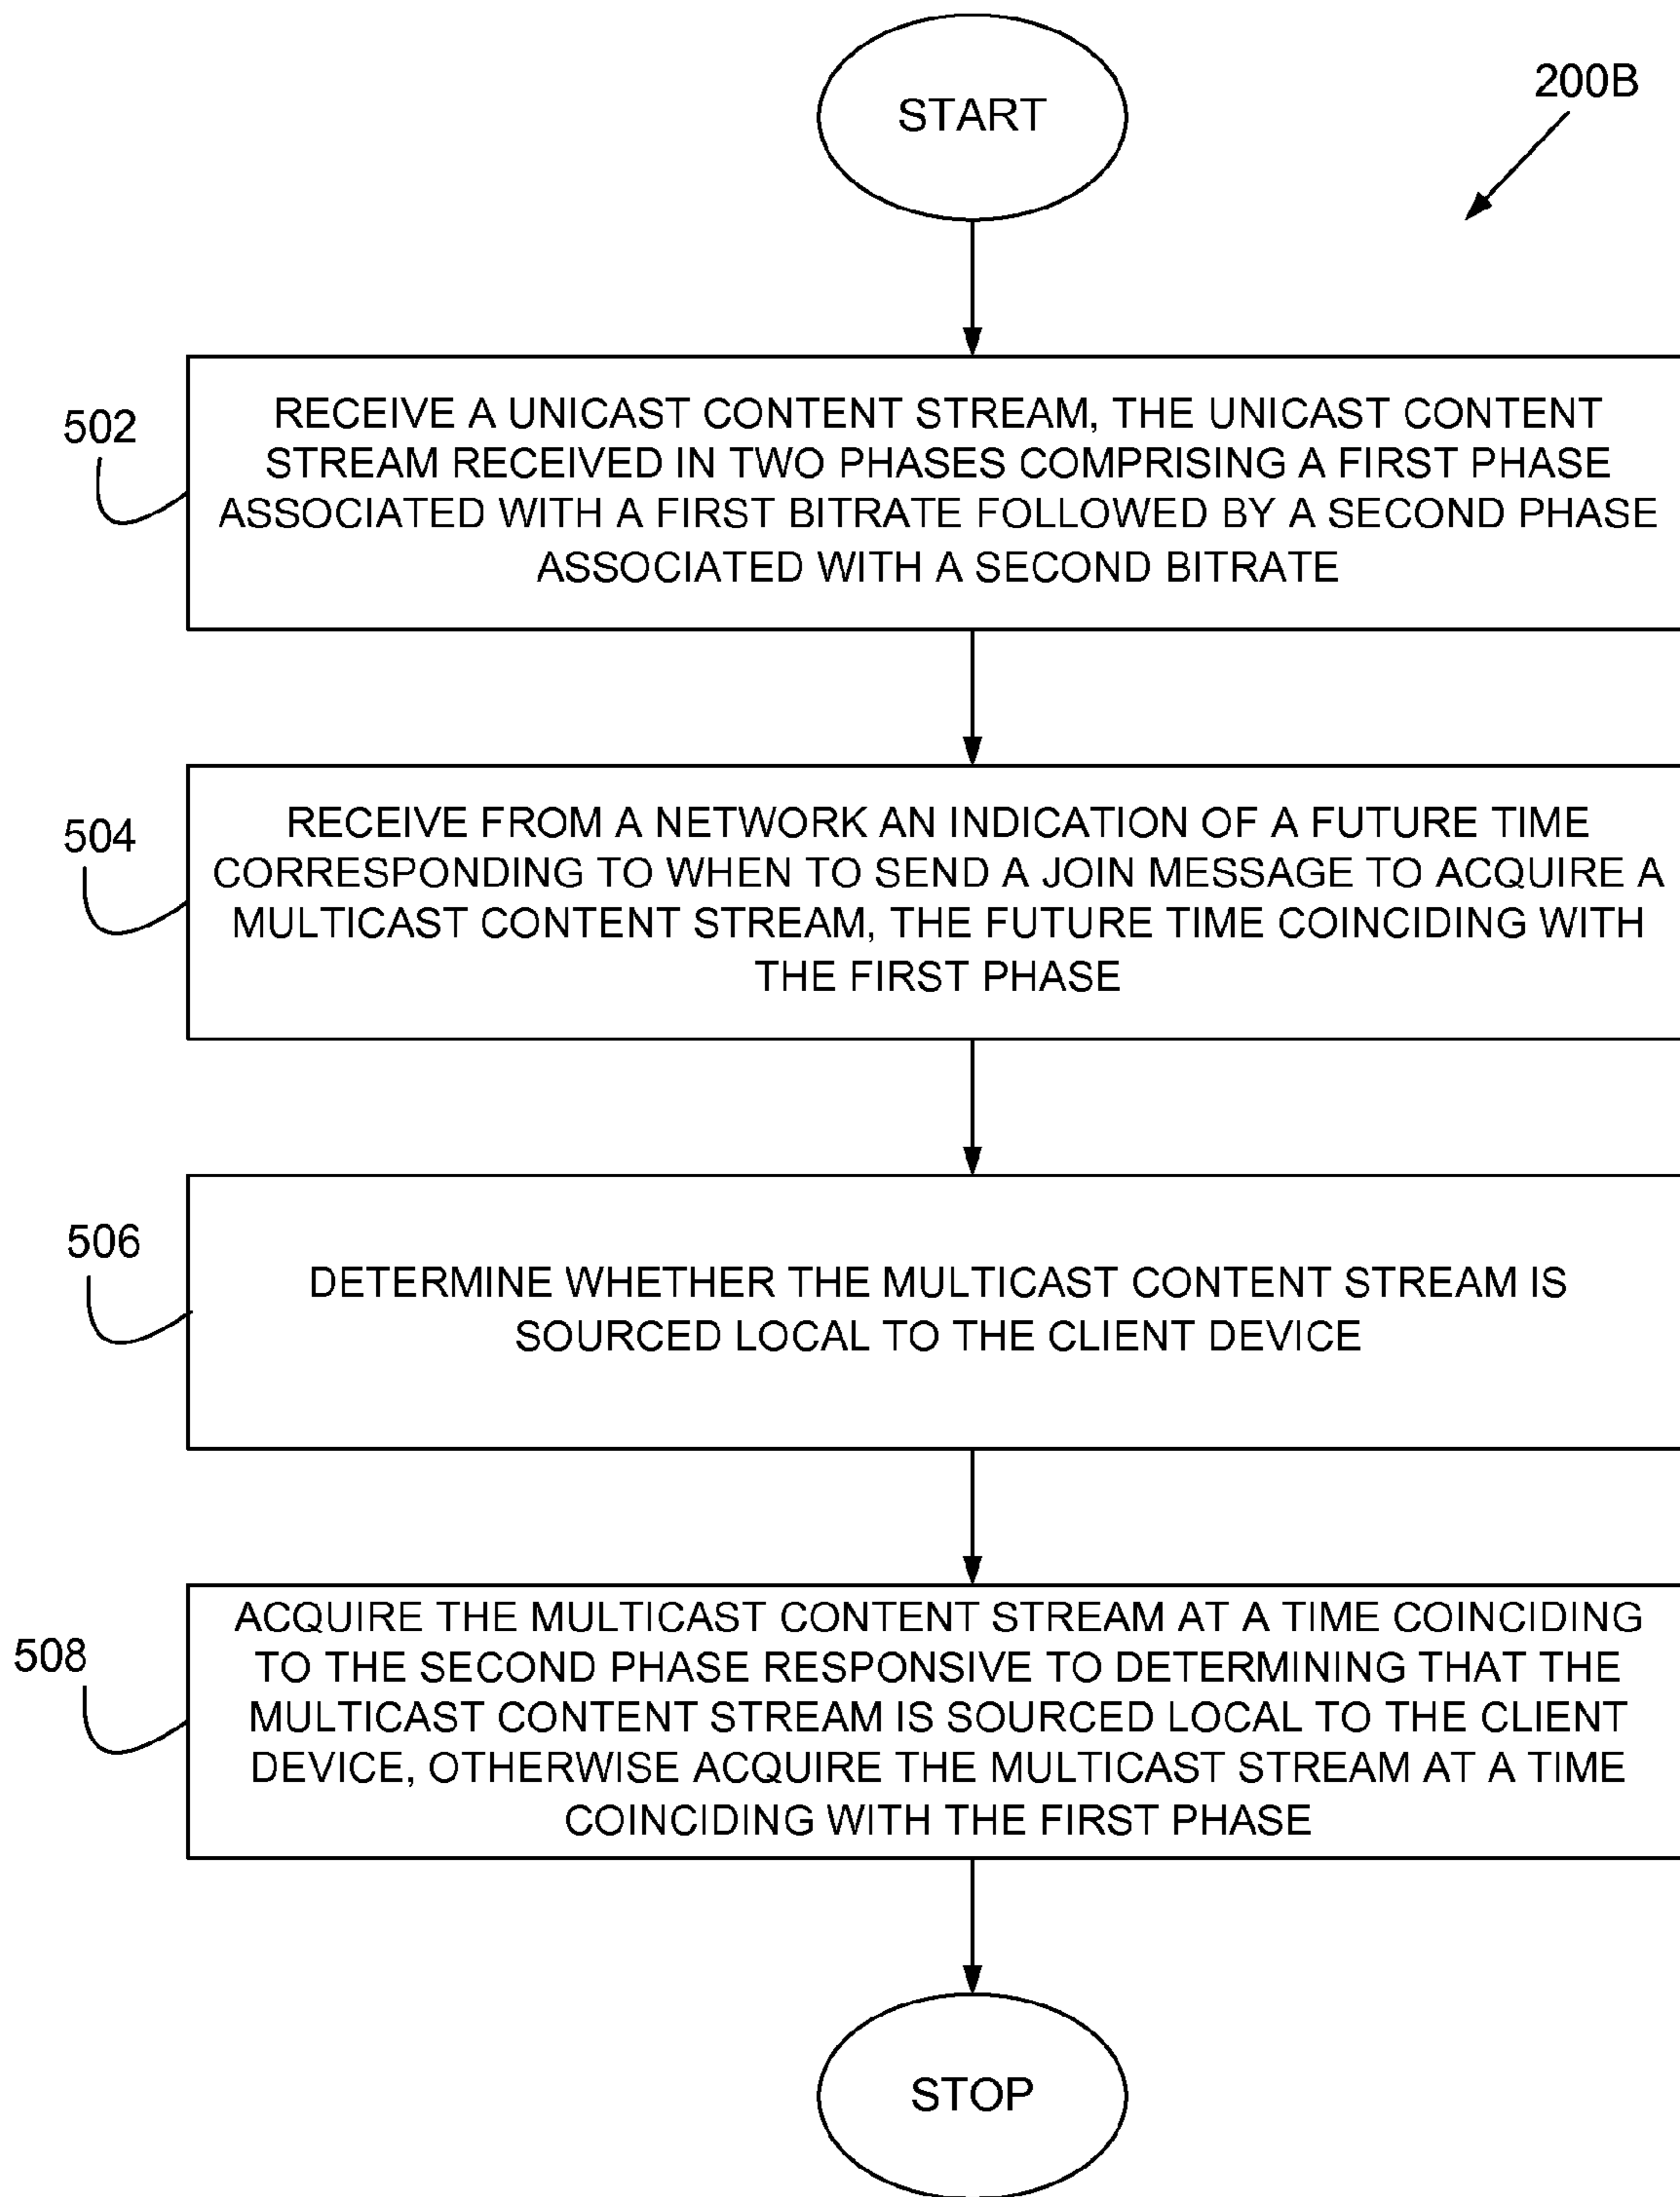 START
200B
502
RECEIVE A UNICAST CONTENT STREAM, THE UNICAST CONTENT
STREAM RECEIVED IN TWO PHASES COMPRISING A FIRST PHASE
ASSOCIATED WITH A FIRST BITRATE FOLLOWED BY A SECOND PHASE
ASSOCIATED WITH A SECOND BITRATE
504
RECEIVE FROM A NETWORK AN INDICATION OF A FUTURE TIME
CORRESPONDING TO WHEN TO SEND A JOIN MESSAGE TO ACQUIRE A
MULTICAST CONTENT STREAM, THE FUTURE TIME COINCIDING WITH
THE FIRST PHASE
506
DETERMINE WHETHER THE MULTICAST CONTENT STREAM IS
SOURCED LOCAL TO THE CLIENT DEVICE
508
ACQUIRE THE MULTICAST CONTENT STREAM AT A TIME COINCIDING
TO THE SECOND PHASE RESPONSIVE TO DETERMINING THAT THE
MULTICAST CONTENT STREAM IS SOURCED LOCAL TO THE CLIENT
DEVICE, OTHERWISE ACQUIRE THE MULTICAST STREAM AT A TIME
COINCIDING WITH THE FIRST PHASE
STOP